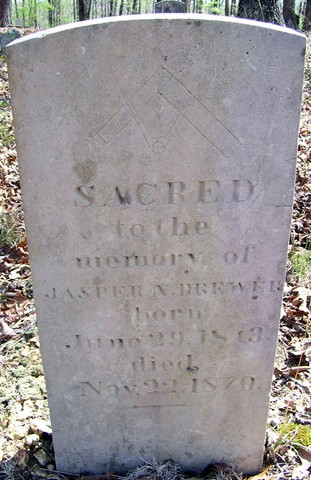 SACRED
to the
memory of
JASPER N. BREWER
born
June 29, 1843.
died
Nov. 22, 1870.